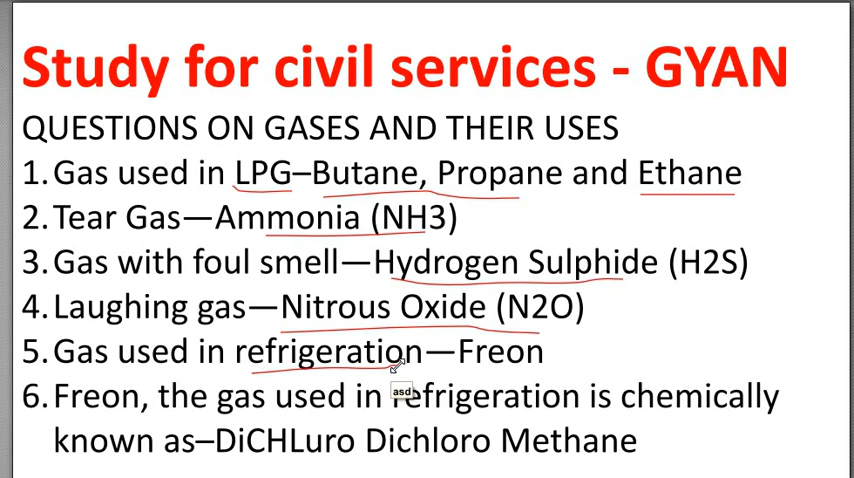 Study for civil services - GYAN
QUESTIONS ON GASES AND THEIR USES
1. Gas used in LPG–Butane, Propane and Ethane
2. Tear Gas—Ammonia (NH3)
3. Gas with foul smell—Hydrogen Sulphide (H2S)
4. Laughing gas—Nitrous Oxide (N2O)
5. Gas used in refrigeration—Freon
asd
6. Freon, the gas used in refrigeration is chemically
known as–DiCHLuro Dichloro Methane